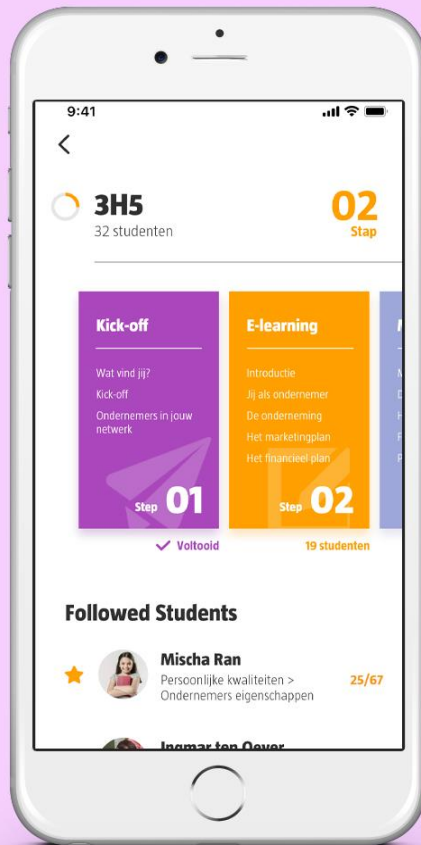 9:41
3H5
32 studenten
02
Stap
Kick-off
Wat vind jij?
Kick-off
Ondernemers in jouw
netwerk
Step 01
Voltooid
E-learning
Introductie
Jij als ondernemer
De onderneming
Het marketingplan
Het financieel plan
Step 02
19 studenten
Followed Students
Mischa Ran
Persoonlijke kwaliteiten >
Ondernemers eigenschappen
25/67
Ingmar ten Oever